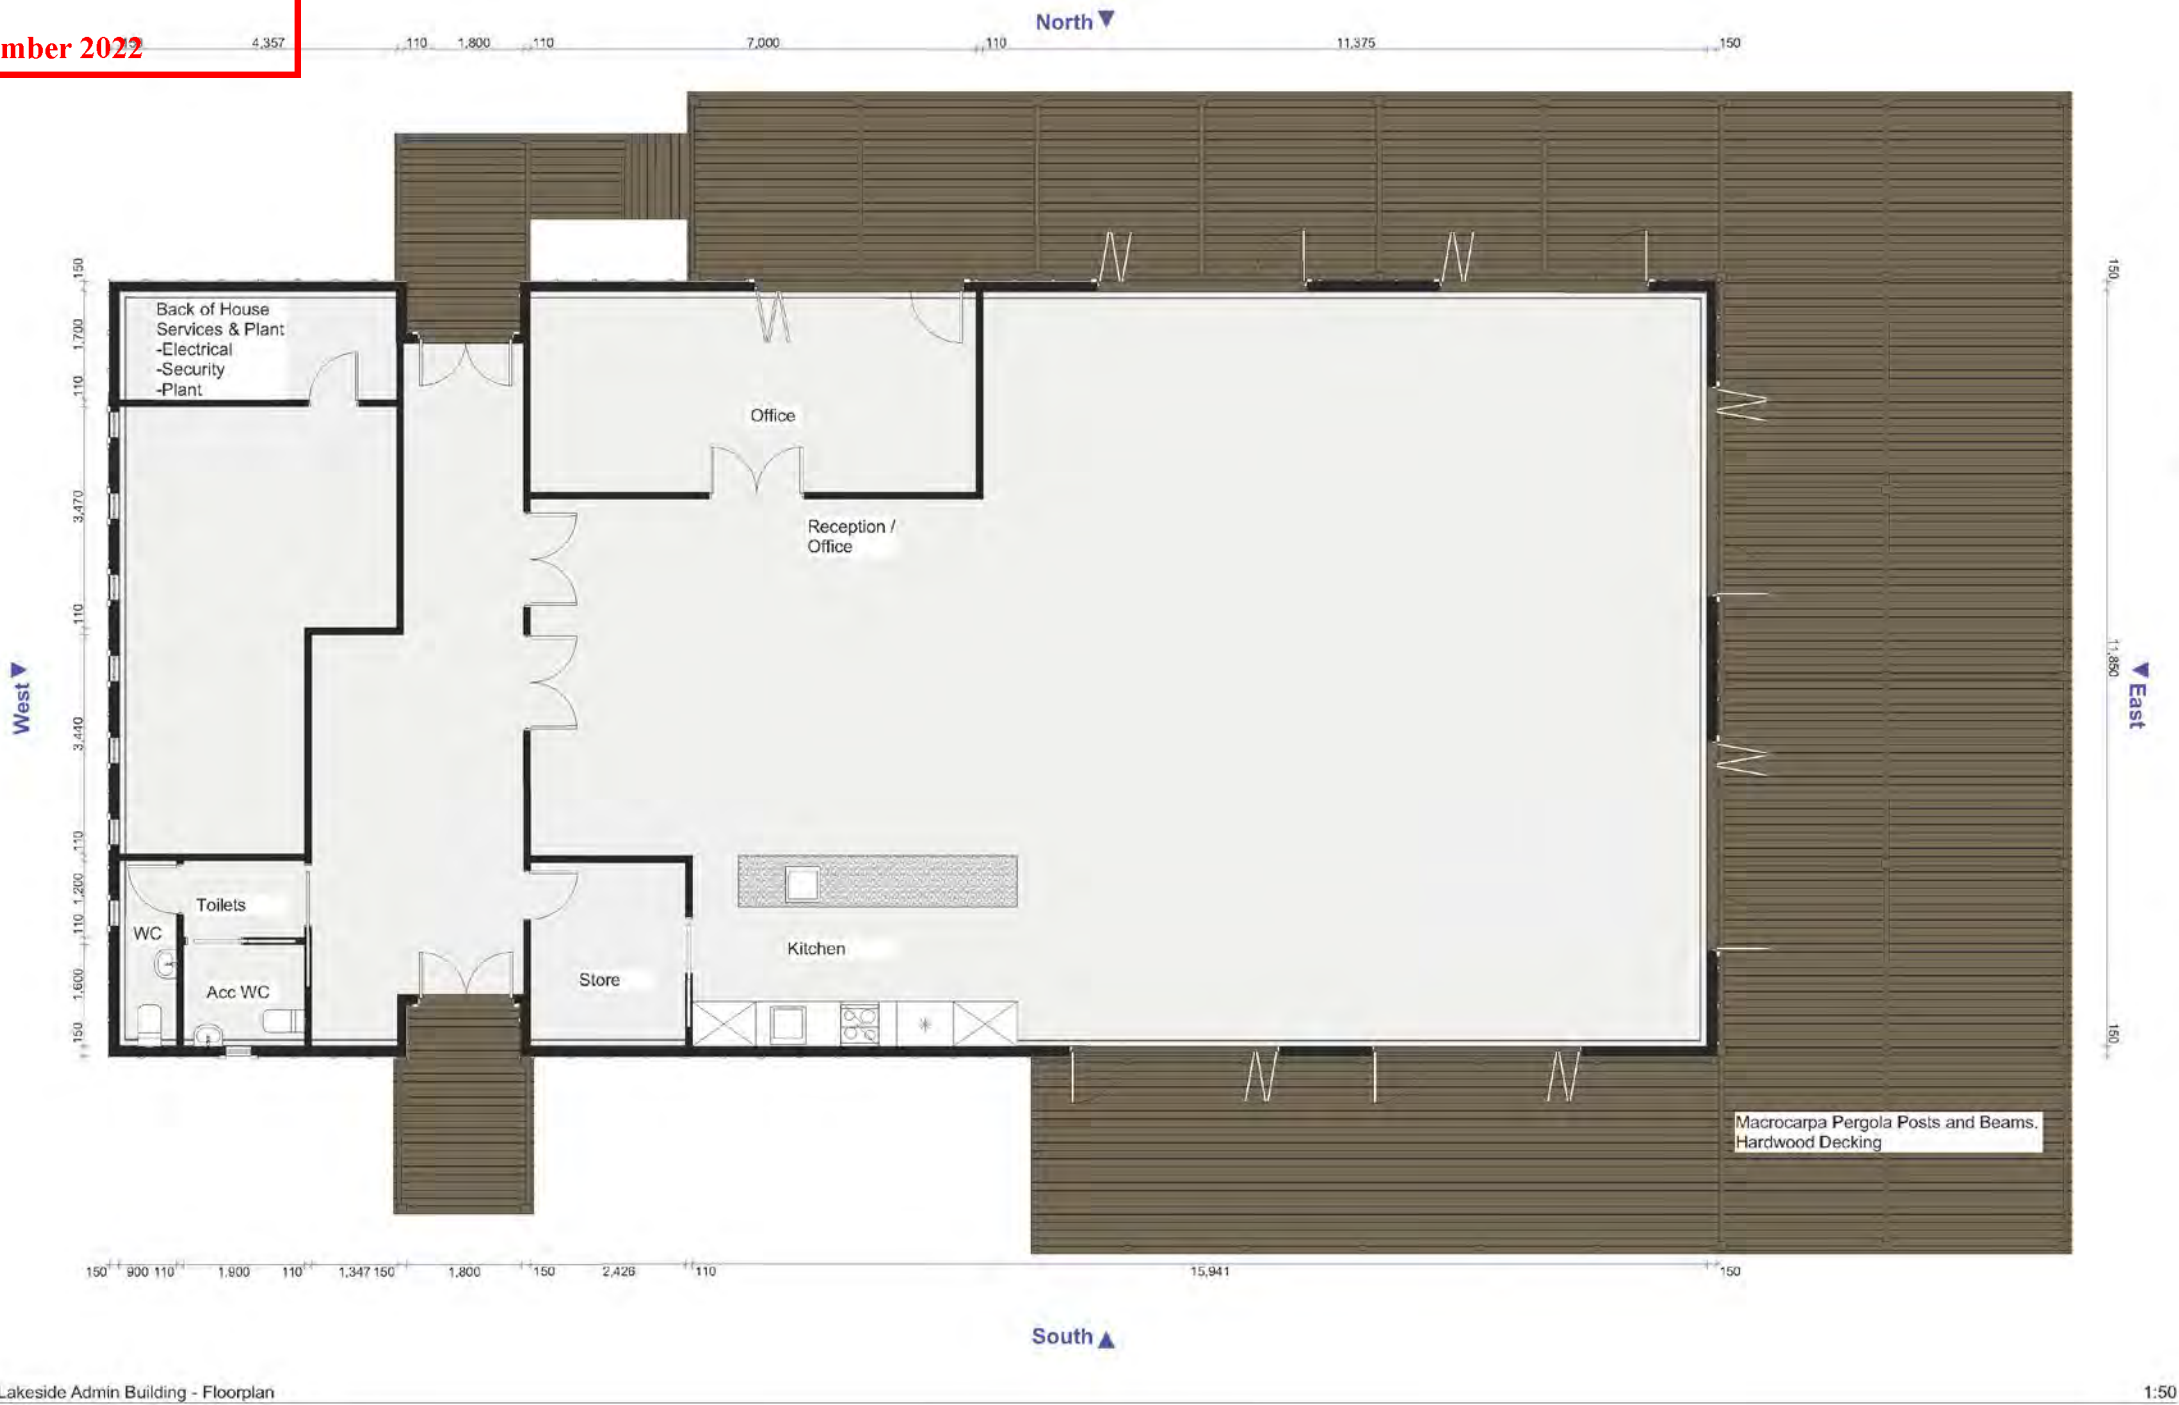 North
mber 2022
4,357 110 1,800 110 7,000 110 11,375 150
150
1,700
110
3,470
110
3,440
110
1,200
110
1,600
150
Back of House
Services & Plant
-Electrical
-Security
-Plant
Office
Reception /
Office
West
East
150
11,850
150
Toilets
WC
Acc WC
Store
Kitchen
Macrocarpa Pergola Posts and Beams.
Hardwood Decking
150 900 110 1,900 110 1,347 150 1,800 150 2,426 110 15,941 150
South
Lakeside Admin Building - Floorplan
1:50